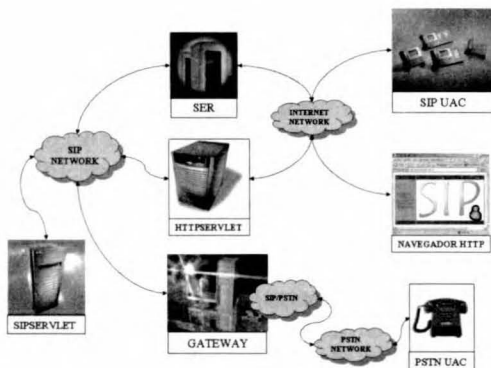 SER
INTERNET
NETWORK
SIP UAC
SIP
NETWORK
HTTPSERVLET
SIP
NAVEGADOR HTTP
SIPSERVLET
GATEWAY
SIP/PSTN
PSTN
NETWORK
PSTN UAC